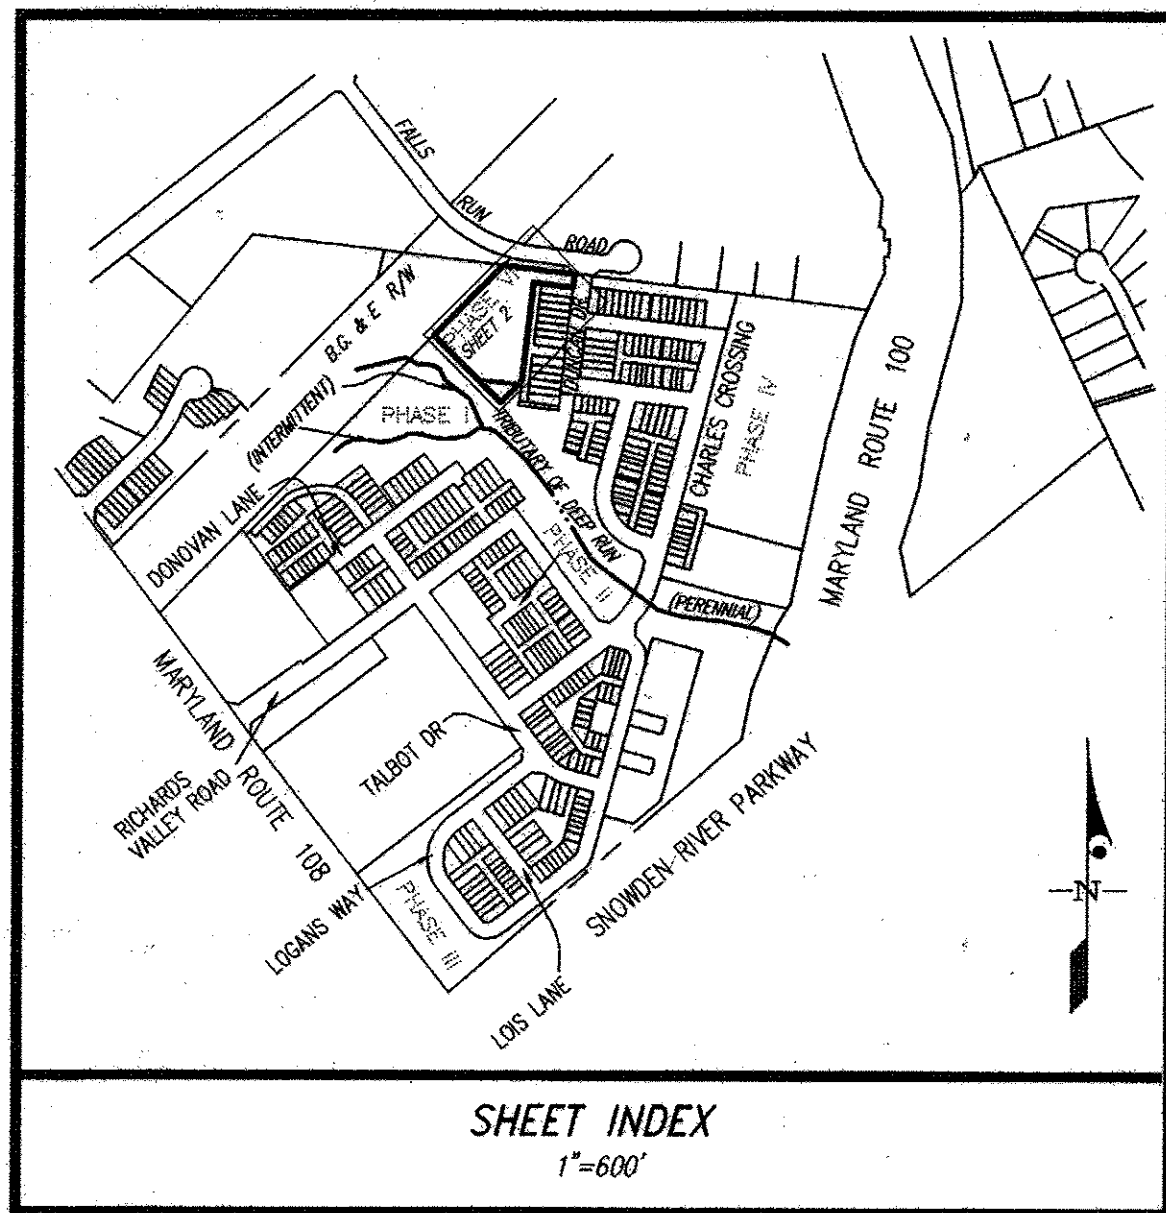 FALLS
RUN
ROAD
B.G. & E R/W
PHASE VI
SHEET 2
DUNCAN DR
(INTERMITTENT)
PHASE I
TRIBUTARY OF DEEP RUN
CHARLES CROSSING
PHASE IV
MARYLAND ROUTE 100
DONOVAN LANE
PHASE II
(PERENNIAL)
MARYLAND ROUTE 108
TALBOT DR
RICHARDS
VALLEY ROAD
SNOWDEN RIVER PARKWAY
LOGANS WAY
PHASE III
LOIS LANE
N
SHEET INDEX
1"=600'